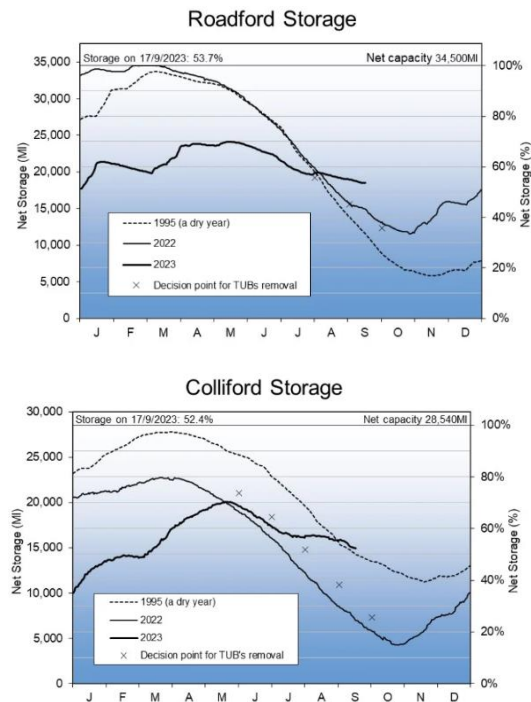 Roadford Storage
Storage on 17/9/2023: 53.7% Net capacity 34,500Ml
35,000
30,000
25,000
20,000
15,000
10,000
5,000
0
Net Storage (Ml)
100%
80%
60%
40%
20%
0%
Net Storage (%)
1995 (a dry year)
2022
2023
Decision point for TUBs removal
J F M A M J J A S O N D
Colliford Storage
Storage on 17/9/2023: 52.4% Net capacity 28,540Ml
30,000
25,000
20,000
15,000
10,000
5,000
0
Net Storage (Ml)
100%
80%
60%
40%
20%
0%
Net Storage (%)
1995 (a dry year)
2022
2023
Decision point for TUB's removal
J F M A M J J A S O N D